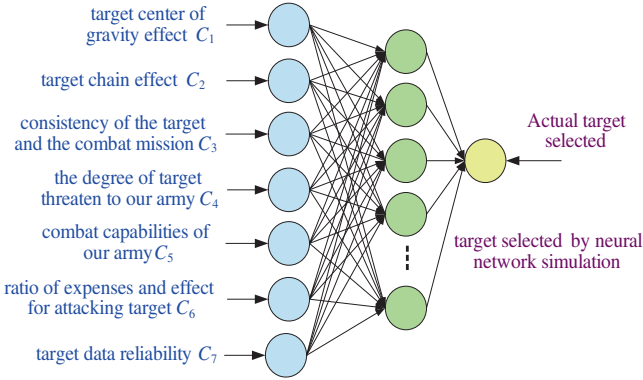 target center of
gravity effect C1
target chain effect C2
consistency of the target
and the combat mission C3
the degree of target
threaten to our army C4
combat capabilities of
our army C5
ratio of expenses and effect
for attacking target C6
target data reliability C7
Actual target
selected
target selected by neural
network simulation